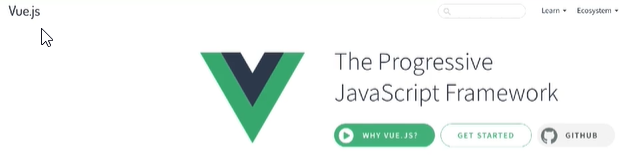 Vue.js
Learn Ecosystem
The Progressive
JavaScript Framework
WHY VUE.JS? GET STARTED GITHUB